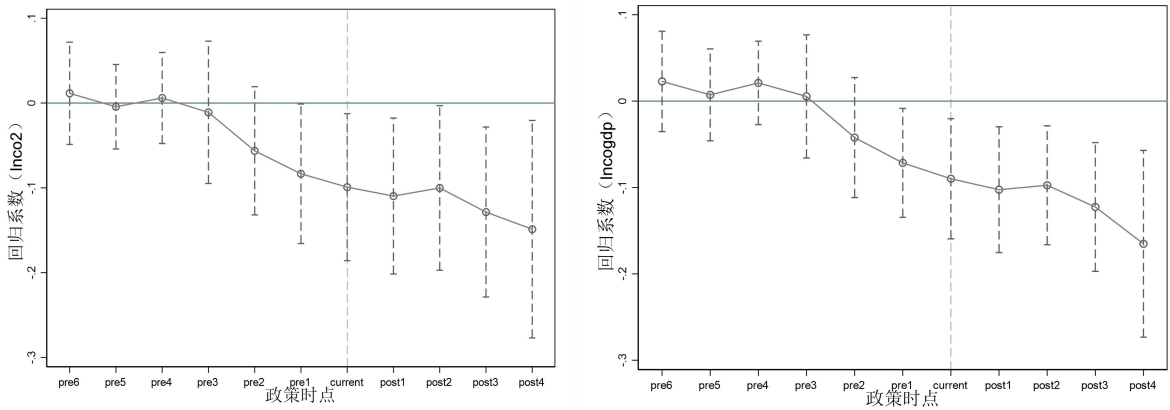 .1
0
-.1
-.2
-.3
回归系数（lnco2）
pre6 pre5 pre4 pre3 pre2 pre1 current post1 post2 post3 post4
政策时点
.1
0
-.1
-.2
-.3
回归系数（lncogdp）
pre6 pre5 pre4 pre3 pre2 pre1 current post1 post2 post3 post4
政策时点